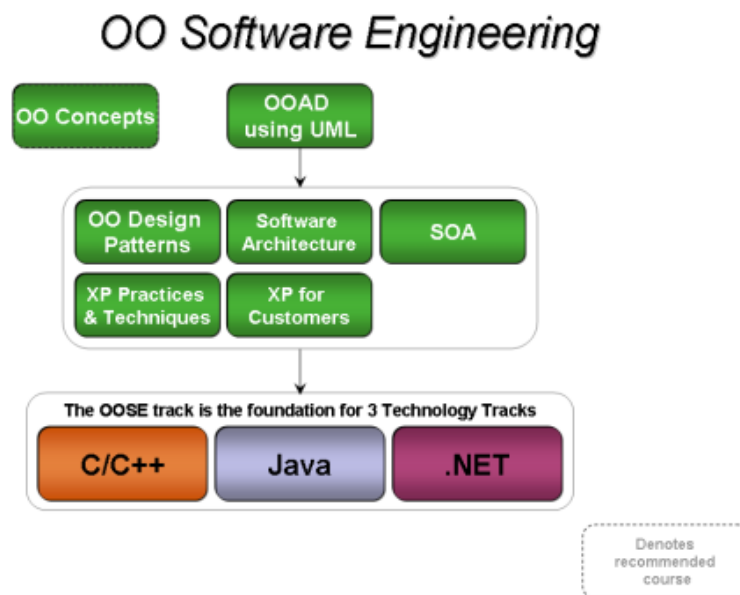 OO Software Engineering
OO Concepts
OOAD
using UML
OO Design
Patterns
Software
Architecture
SOA
XP Practices
& Techniques
XP for
Customers
The OOSE track is the foundation for 3 Technology Tracks
C/C++
Java
.NET
Denotes
recommended
course